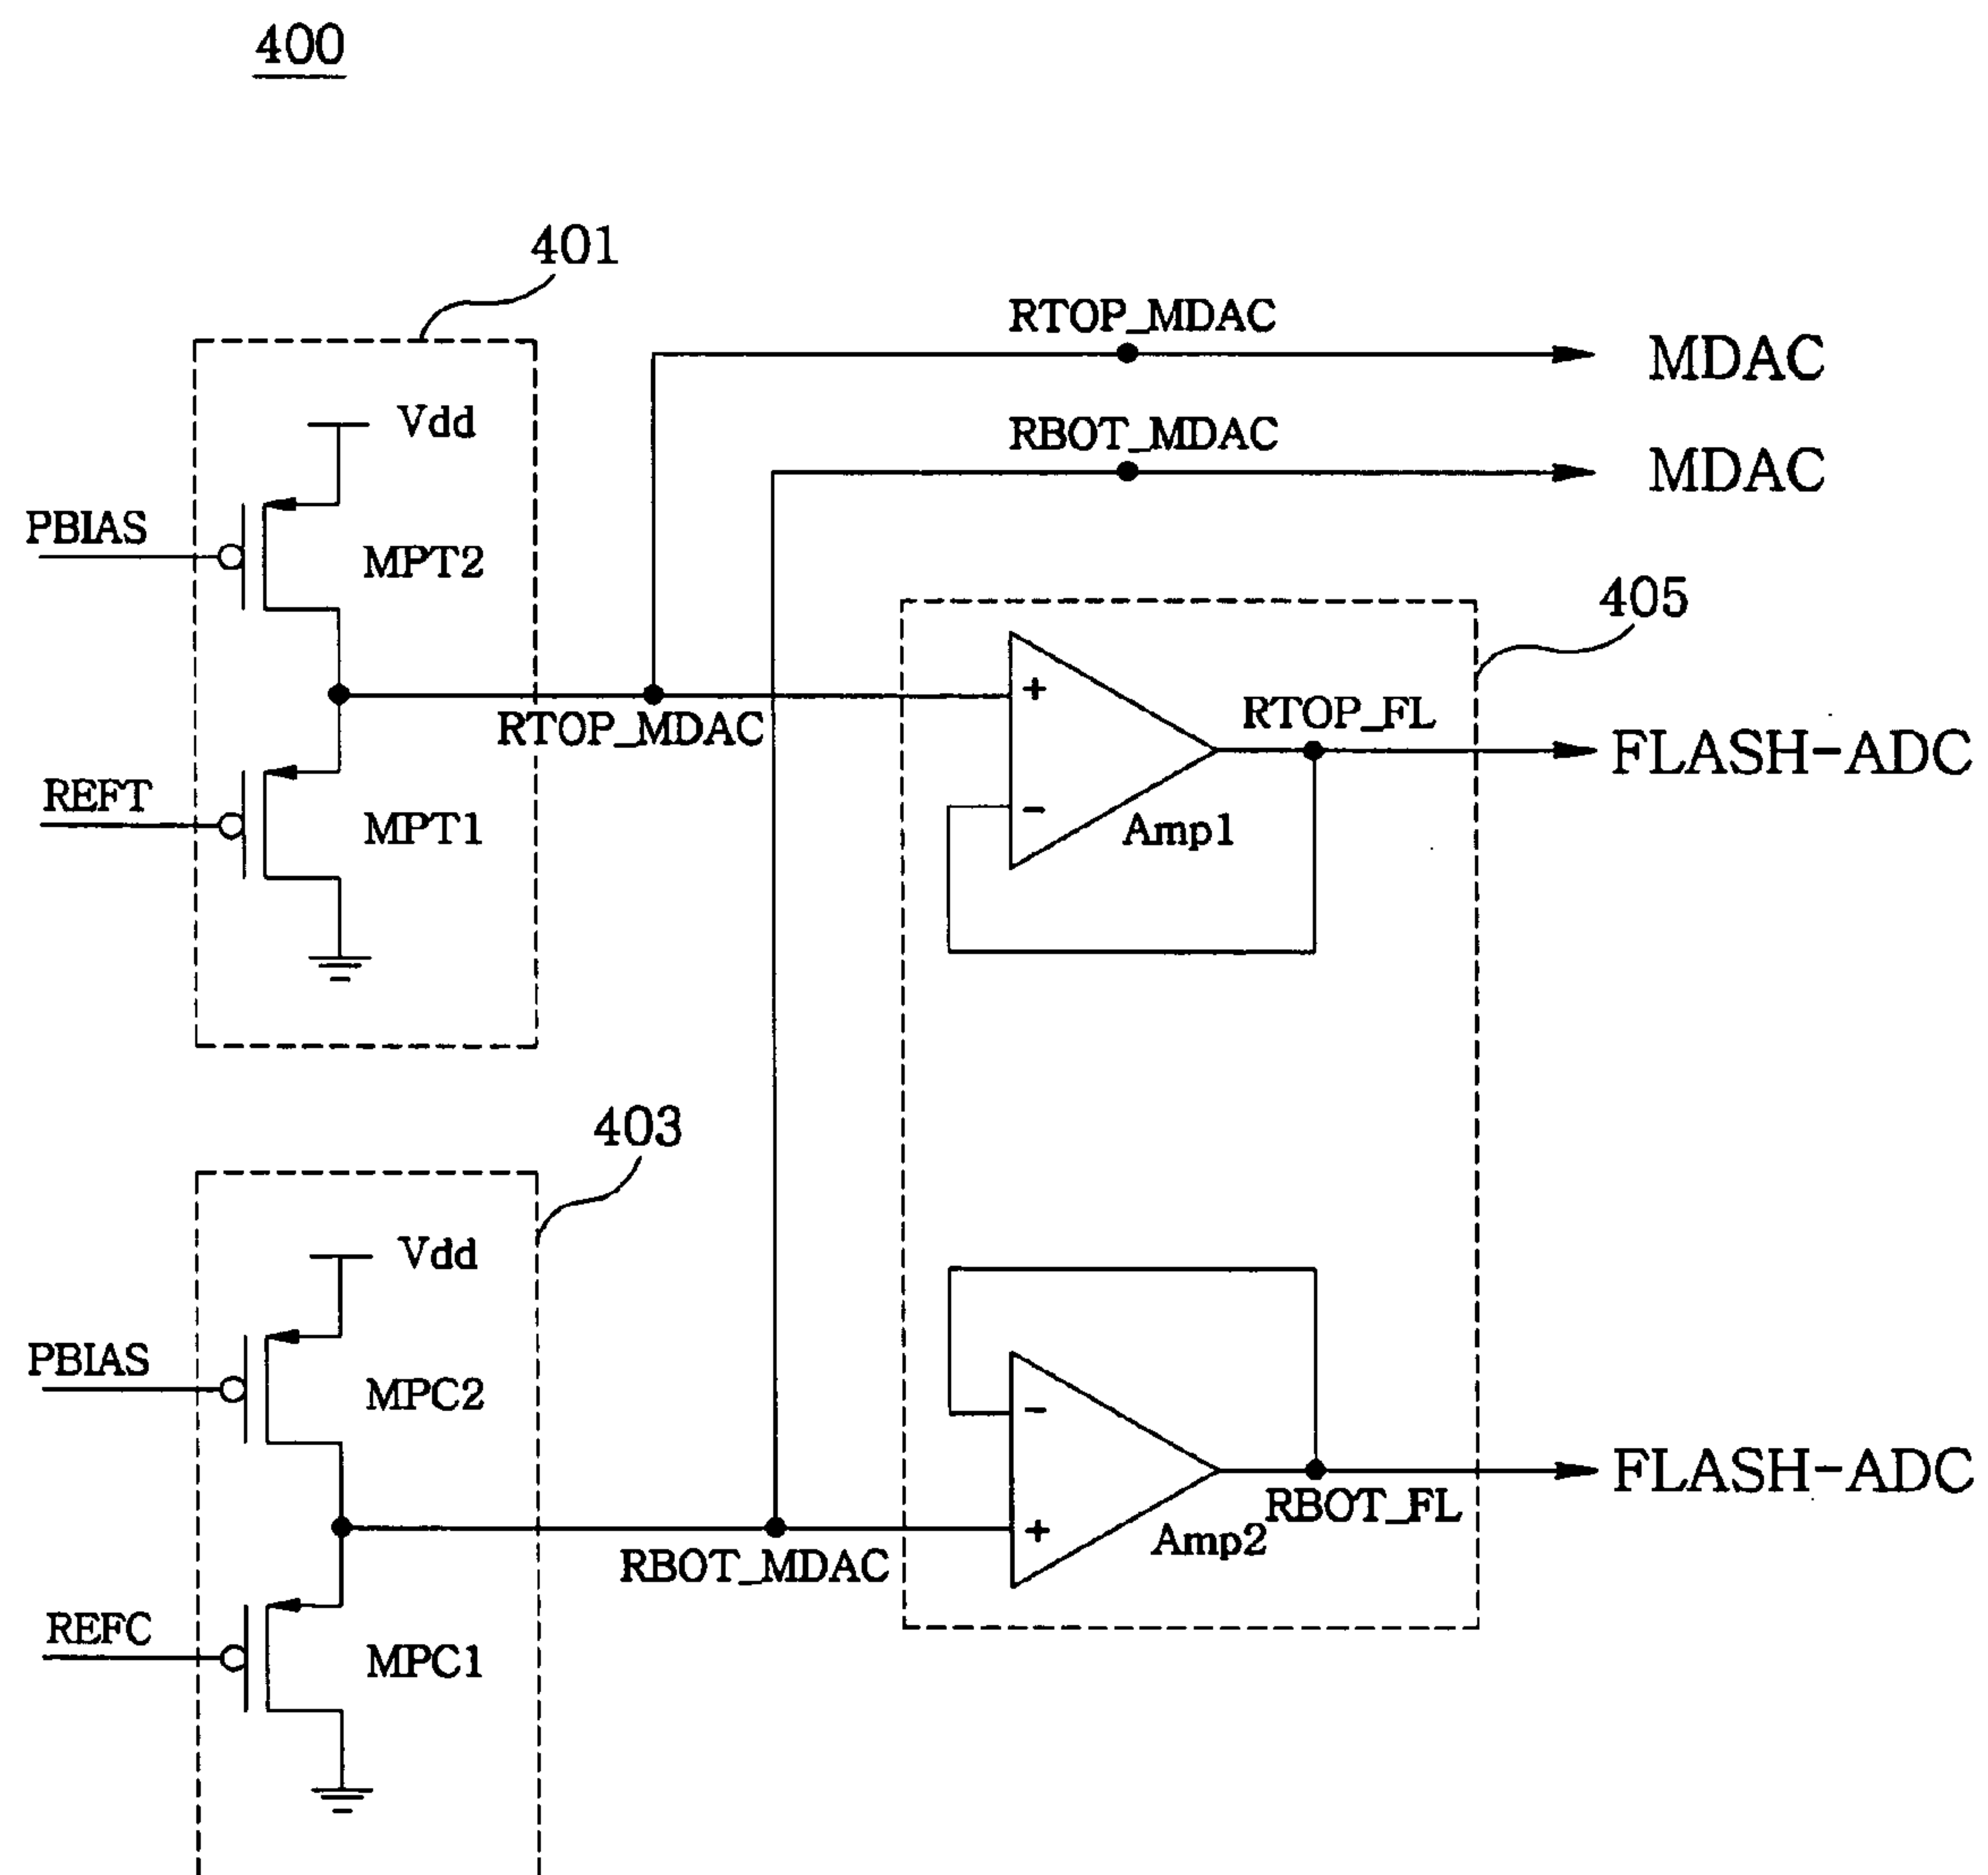 400
401
RTOP_MDAC
MDAC
Vdd
RBOT_MDAC
MDAC
PBIAS
MPT2
405
+
RTOP_MDAC
RTOP_FL
FLASH-ADC
REFT
MPT1
-
Amp1
403
Vdd
PBIAS
MPC2
-
FLASH-ADC
RBOT_FL
+
Amp2
RBOT_MDAC
REFC
MPC1